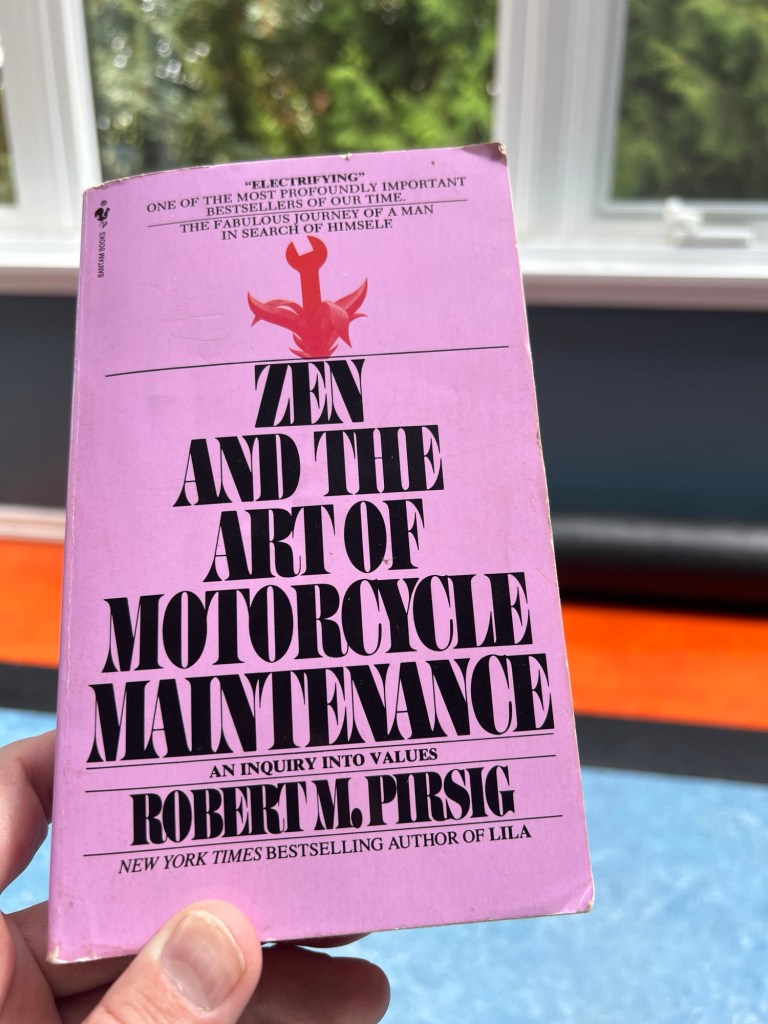 "ELECTRIFYING"
ONE OF THE MOST PROFOUNDLY IMPORTANT
BESTSELLERS OF OUR TIME.
THE FABULOUS JOURNEY OF A MAN
IN SEARCH OF HIMSELF.
®
BANTAM BOOKS
ZEN
AND THE
ART OF
MOTORCYCLE
MAINTENANCE
AN INQUIRY INTO VALUES
ROBERT M. PIRSIG
NEW YORK TIMES BESTSELLING AUTHOR OF LILA